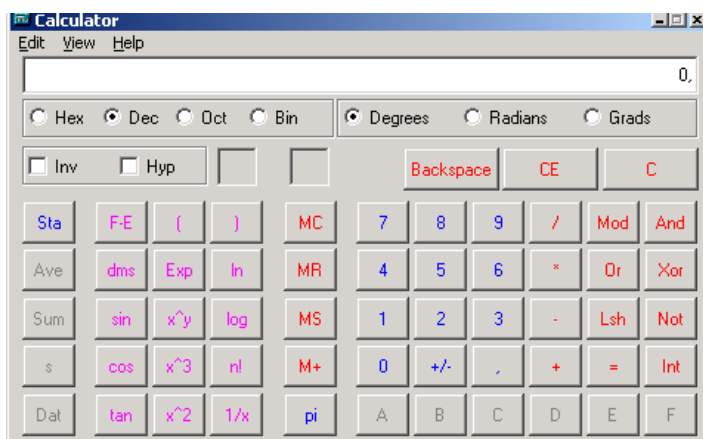 Calculator
Edit View Help
0,
Hex Dec Oct Bin Degrees Radians Grads
Inv Hyp Backspace CE C
Sta F-E ( ) MC 7 8 9 / Mod And
Ave dms Exp ln MR 4 5 6 * Or Xor
Sum sin x^y log MS 1 2 3 - Lsh Not
s cos x^3 n! M+ 0 +/- , + = Int
Dat tan x^2 1/x pi A B C D E F